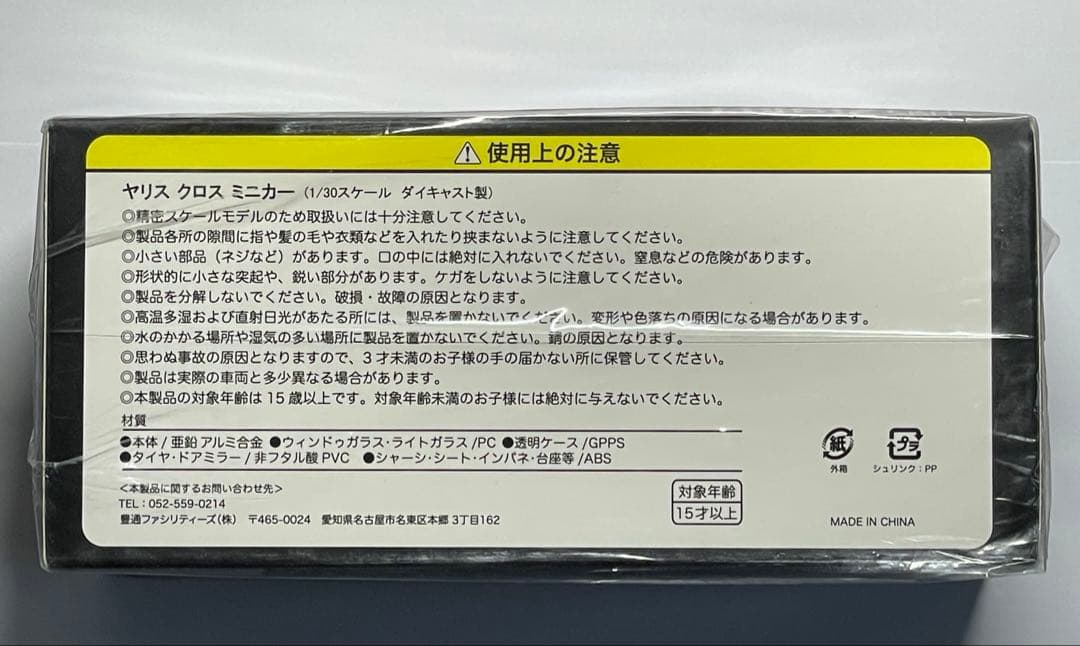 ⚠ 使用上の注意
ヤリス クロス ミニカー（1/30スケール ダイキャスト製）
◎精密スケールモデルのため取扱いには十分注意してください。
◎製品各所の隙間に指や髪の毛や衣類などを入れたり挟まないように注意してください。
◎小さい部品（ネジなど）があります。口の中には絶対に入れないでください。窒息などの危険があります。
◎形状的に小さな突起や、鋭い部分があります。ケガをしないように注意してください。
◎製品を分解しないでください。破損・故障の原因となります。
◎高温多湿および直射日光があたる所には、製品を置かないでください。変形や色落ちの原因になる場合があります。
◎水のかかる場所や湿気の多い場所に製品を置かないでください。錆の原因となります。
◎思わぬ事故の原因となりますので、3才未満のお子様の手の届かない所に保管してください。
◎製品は実際の車両と多少異なる場合があります。
◎本製品の対象年齢は15歳以上です。対象年齢未満のお子様には絶対に与えないでください。
材質
●本体/亜鉛 アルミ合金 ●ウィンドゥガラス・ライトガラス/PC ●透明ケース/GPPS
●タイヤ・ドアミラー/非フタル酸PVC ●シャーシ・シート・インパネ・台座等/ABS
紙
外箱
プラ
シュリンク：PP
＜本製品に関するお問い合わせ先＞
TEL：052-559-0214
豊通ファシリティーズ（株） 〒465-0024 愛知県名古屋市名東区本郷3丁目162
対象年齢
15才以上
MADE IN CHINA